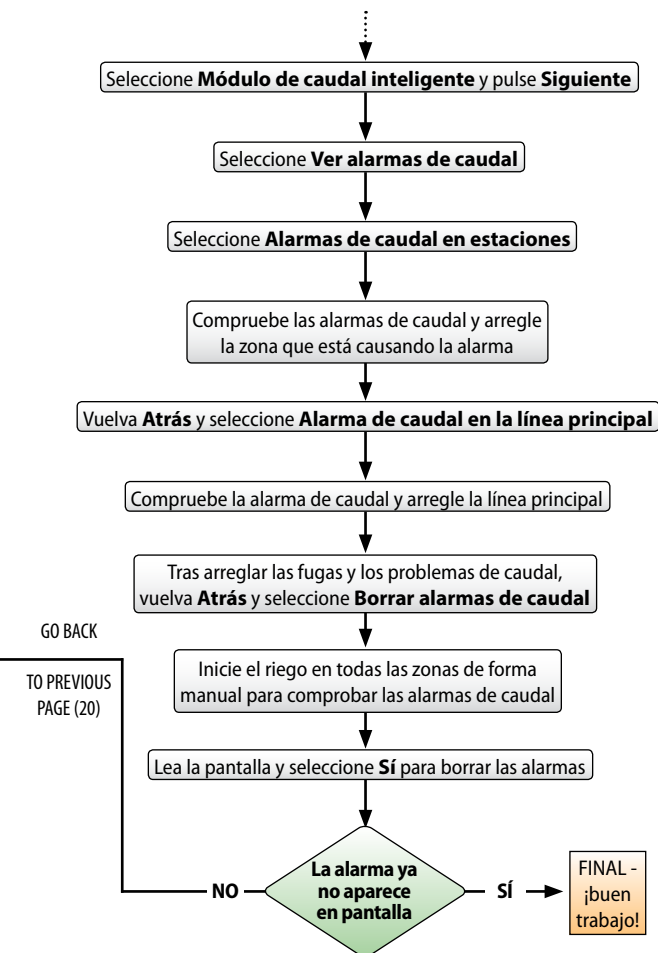 Seleccione Módulo de caudal inteligente y pulse Siguiente
Seleccione Ver alarmas de caudal
Seleccione Alarmas de caudal en estaciones
Compruebe las alarmas de caudal y arregle
la zona que está causando la alarma
Vuelva Atrás y seleccione Alarma de caudal en la línea principal
Compruebe la alarma de caudal y arregle la línea principal
Tras arreglar las fugas y los problemas de caudal,
vuelva Atrás y seleccione Borrar alarmas de caudal
GO BACK
TO PREVIOUS
PAGE (20)
Inicie el riego en todas las zonas de forma
manual para comprobar las alarmas de caudal
Lea la pantalla y seleccione Sí para borrar las alarmas
La alarma ya
no aparece
en pantalla
NO
SÍ
FINAL -
¡buen
trabajo!